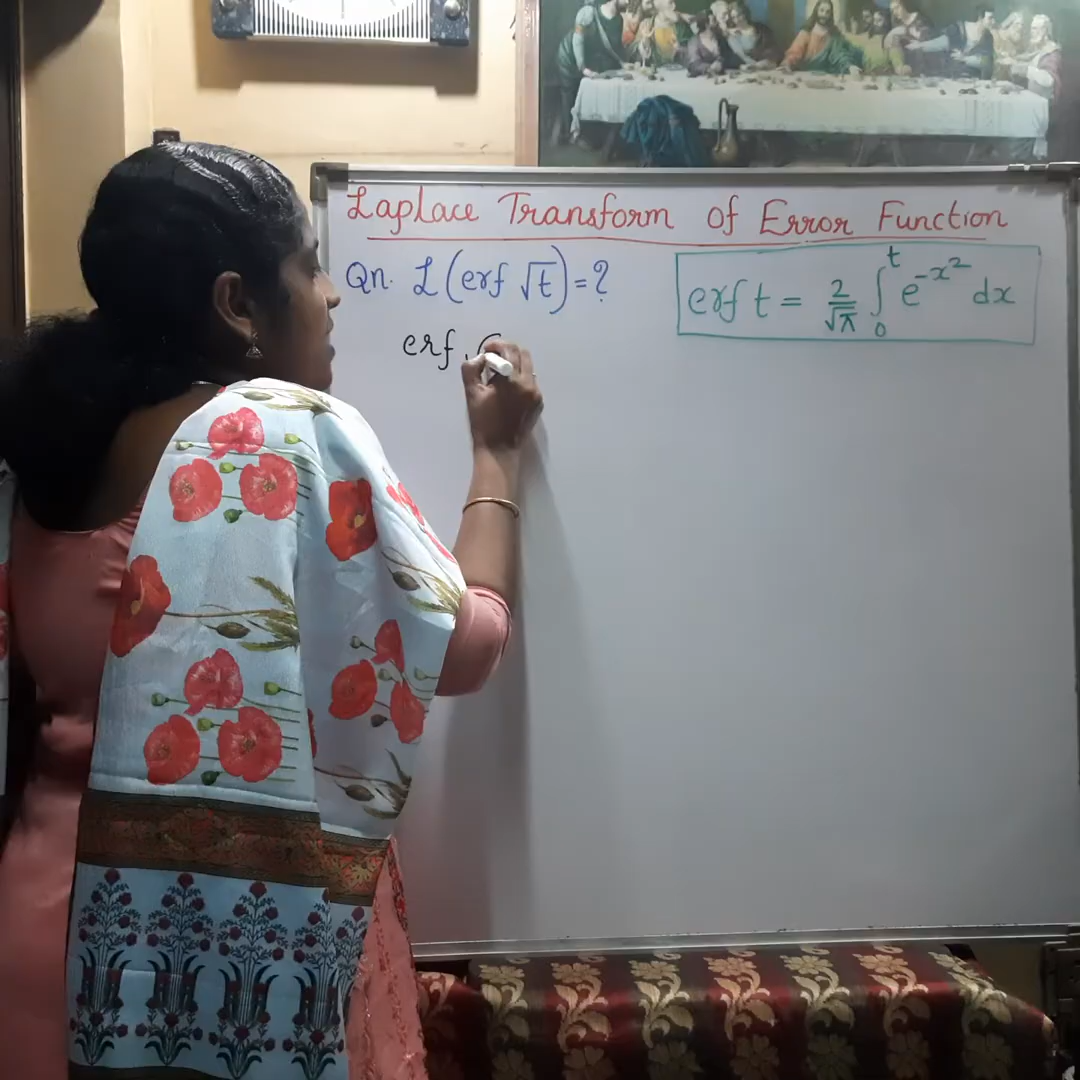 Laplace Transform of Error Function
Qn. L(erf √t) = ?
erf t = 2/√π ∫₀ᵗ e^(-x²) dx
erf